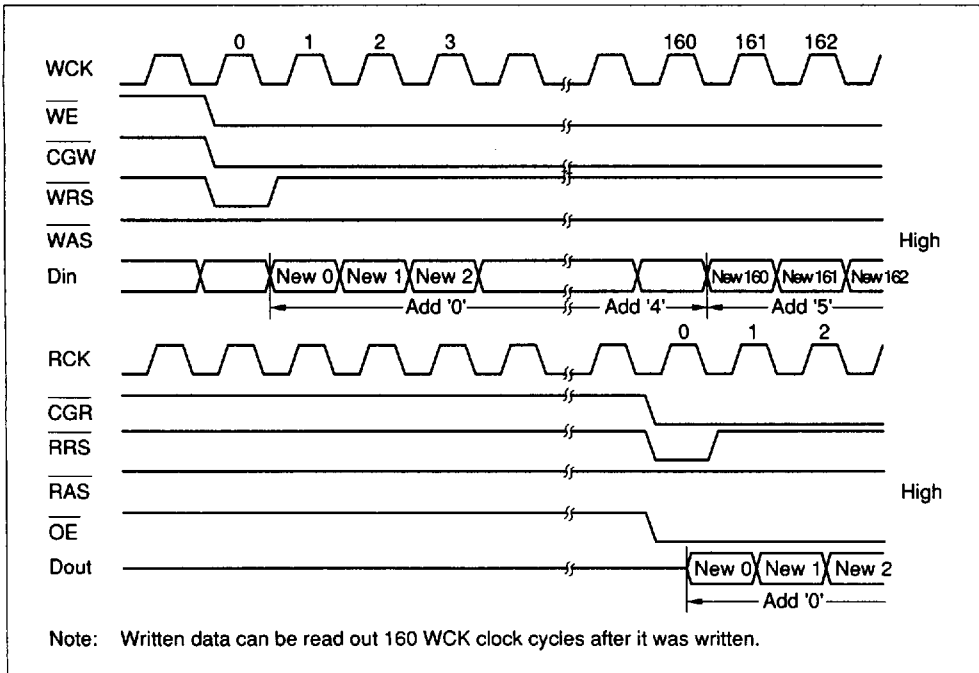 0 1 2 3 160 161 162
WCK
WE
CGW
WRS
WAS High
Din New 0 New 1 New 2 New160 New161 New162
Add '0' Add '4' Add '5'
0 1 2
RCK
CGR
RRS
RAS High
OE
Dout New 0 New 1 New 2
Add '0'
Note: Written data can be read out 160 WCK clock cycles after it was written.